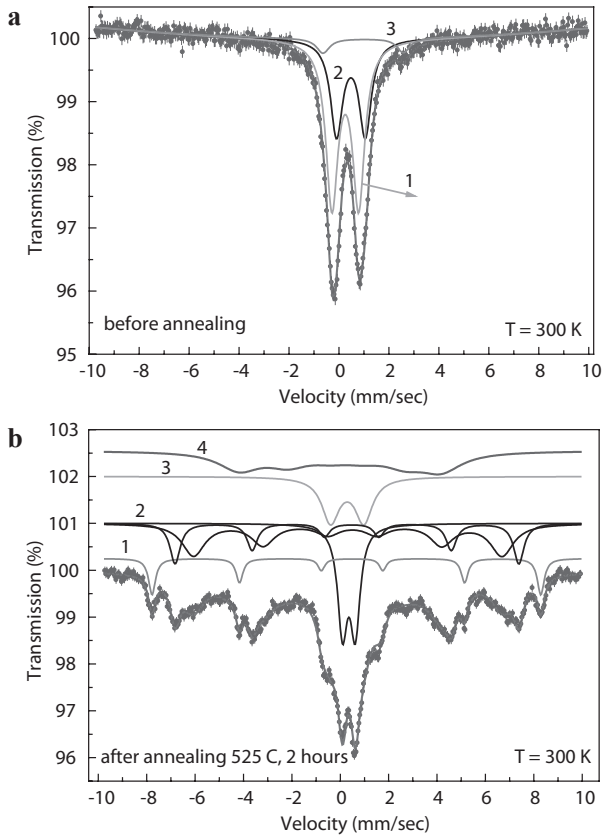 a
100
99
98
97
96
95
Transmission (%)
3
2
1
before annealing
T = 300 K
-10 -8 -6 -4 -2 0 2 4 6 8 10
Velocity (mm/sec)
b
103
102
101
100
99
98
97
96
Transmission (%)
4
3
2
1
after annealing 525 C, 2 hours
T = 300 K
-10 -8 -6 -4 -2 0 2 4 6 8 10
Velocity (mm/sec)